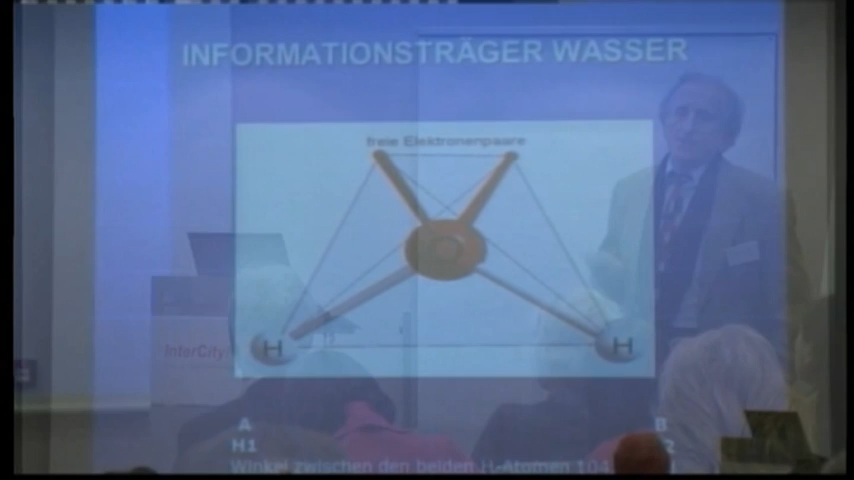 INFORMATIONSTRÄGER WASSER
freie Elektronenpaare
O
H H
InterCity
A B
H1 2
Winkel zwischen den beiden H-Atomen 104